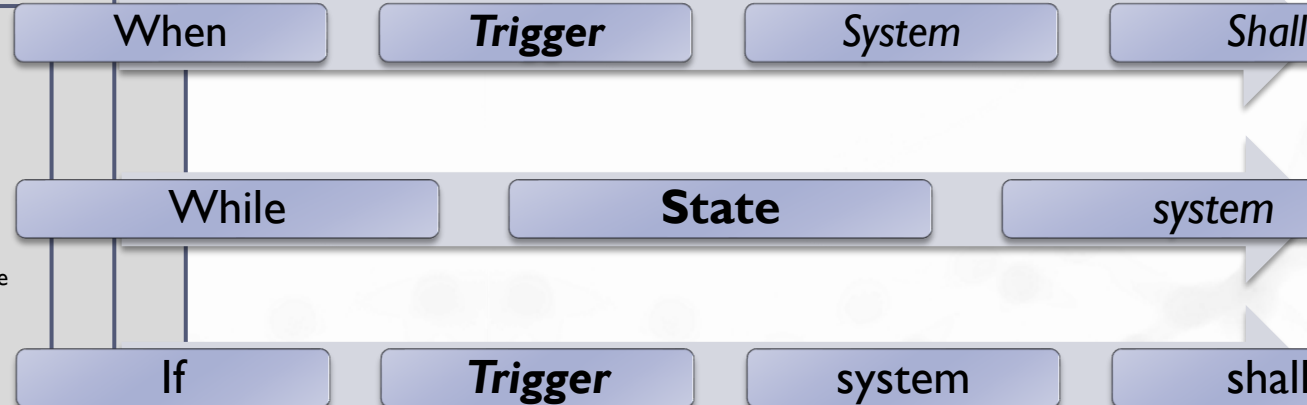 When Trigger System Shall
While State system
e
If Trigger system shall